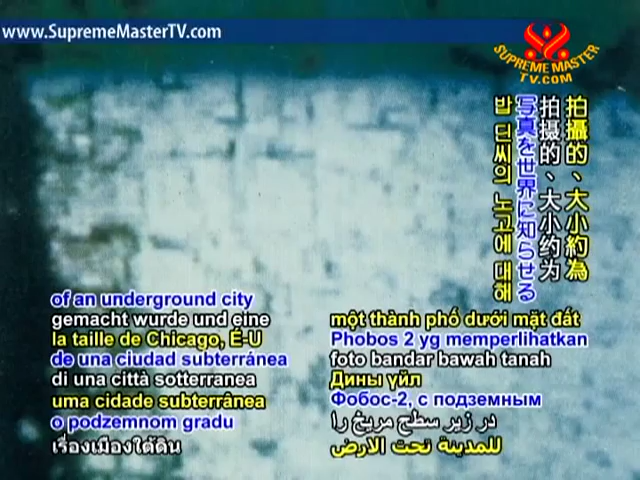 www.SupremeMasterTV.com
SUPREME MASTER
TV.COM
拍攝的、大小約為
拍摄的、大小约为
写真を世界に知らせる
발 딘씨의 노고에 대해
of an underground city
gemacht wurde und eine
la taille de Chicago, É-U
de una ciudad subterránea
di una città sotterranea
uma cidade subterrânea
o podzemnom gradu
เรื่องเมืองใต้ดิน
một thành phố dưới mặt đất
Phobos 2 yg memperlihatkan
foto bandar bawah tanah
Дины үйл
Фобос-2, с подземным
در زیر سطح مریخ را
للمدينة تحت الارض